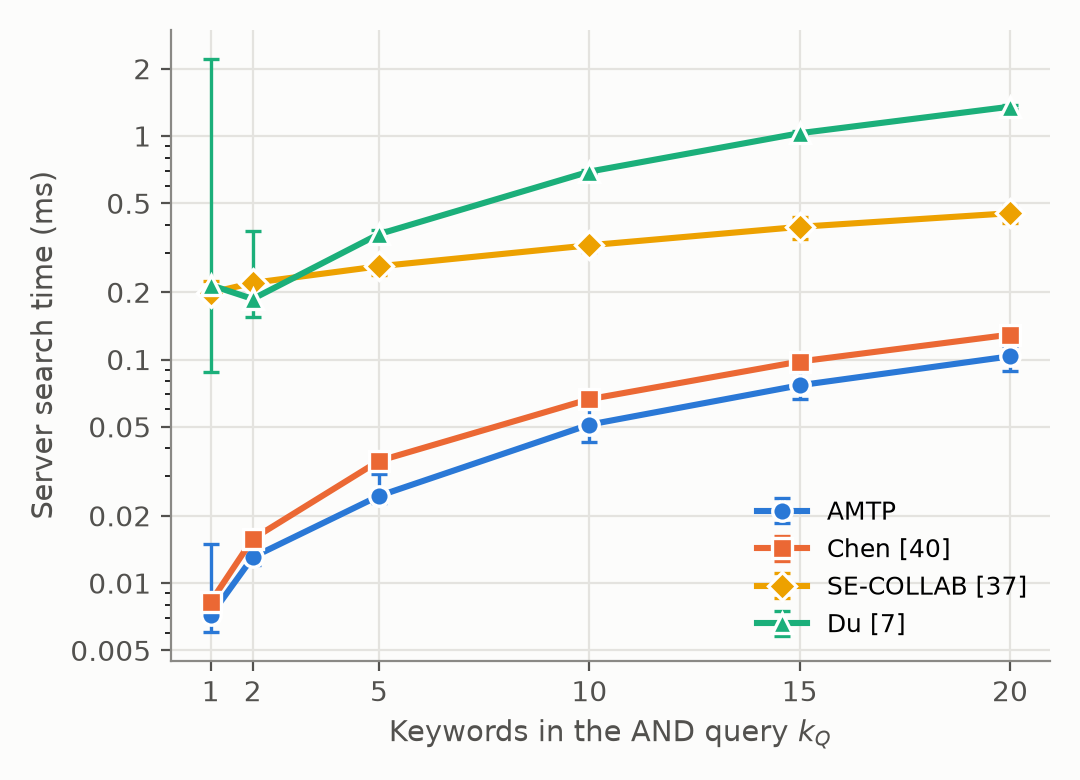 2
1
0.5
0.2
0.1
0.05
0.02
0.01
0.005
Server search time (ms)
AMTP
Chen [40]
SE-COLLAB [37]
Du [7]
1 2 5 10 15 20
Keywords in the AND query k_Q